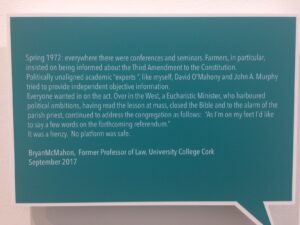 Spring 1972: everywhere there were conferences and seminars. Farmers, in particular,
insisted on being informed about the Third Amendment to the Constitution.
Politically unaligned academic "experts", like myself, David O'Mahony and John A. Murphy
tried to provide independent objective information.
Everyone wanted in on the act. Over in the West, a Eucharistic Minister, who harboured
political ambitions, having read the lesson at mass, closed the Bible and to the alarm of the
parish priest, continued to address the congregation as follows: "As I'm on my feet I'd like
to say a few words on the forthcoming referendum."
It was a frenzy. No platform was safe.
BryanMcMahon, Former Professor of Law, University College Cork
September 2017